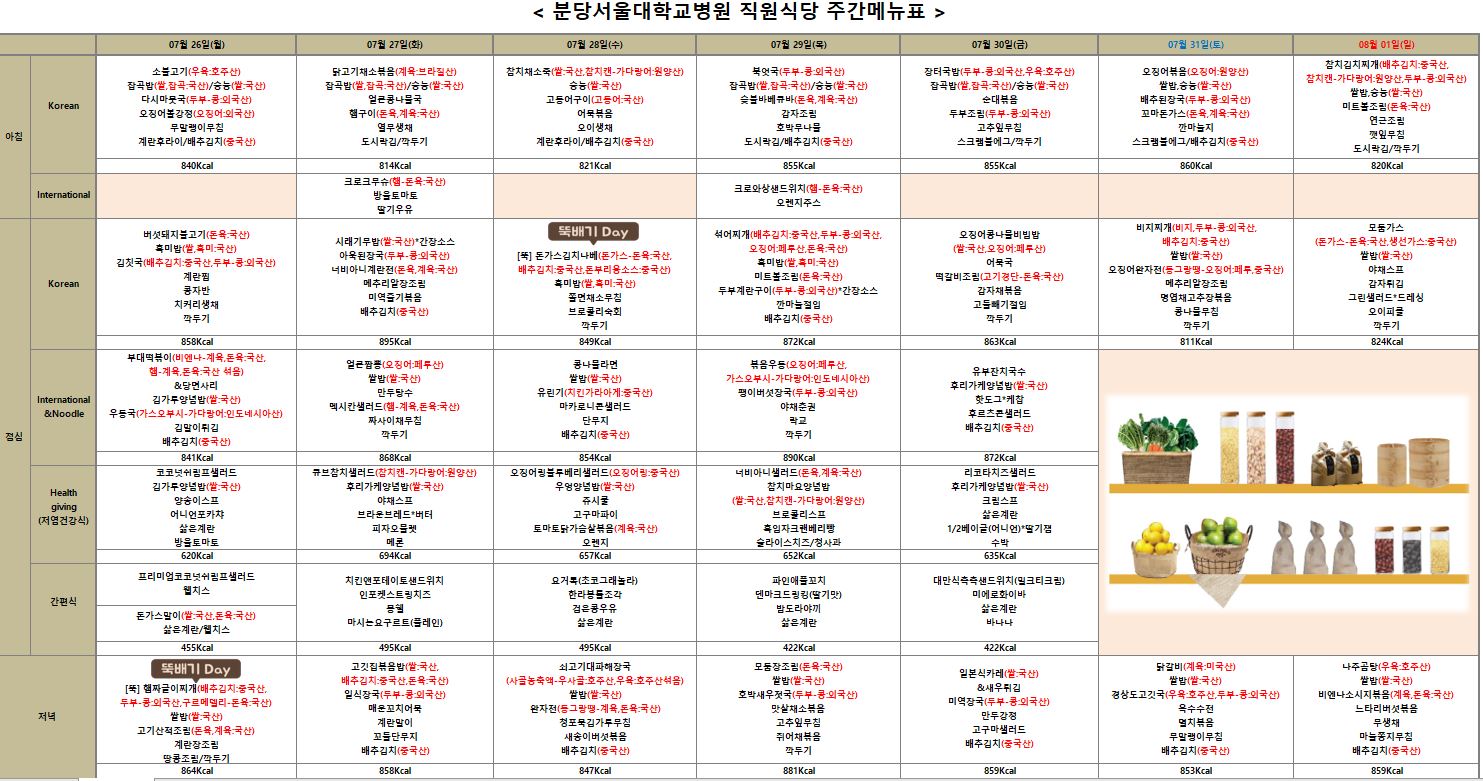 < 분당서울대학교병원 직원식당 주간메뉴표 >
07월 26일(월)
07월 27일(화)
07월 28일(수)
07월 29일(목)
07월 30일(금)
07월 31일(토)
08월 01일(일)
아침
Korean
소불고기(우육:호주산)
잡곡밥(쌀,잡곡:국산)/숭늉(쌀:국산)
다시마뭇국(두부-콩:외국산)
오징어볼강정(오징어:외국산)
무말랭이무침
계란후라이/배추김치(중국산)
840Kcal
닭고기채소볶음(계육:브라질산)
잡곡밥(쌀,잡곡:국산)/숭늉(쌀:국산)
얼큰콩나물국
햄구이(돈육,계육:국산)
열무생채
도시락김/깍두기
814Kcal
참치채소죽(쌀:국산,참치캔-가다랑어:원양산)
숭늉(쌀:국산)
고등어구이(고등어:국산)
어묵볶음
오이생채
계란후라이/배추김치(중국산)
821Kcal
북엇국(두부-콩:외국산)
잡곡밥(쌀,잡곡:국산)/숭늉(쌀:국산)
숯불바베큐바(돈육,계육:국산)
감자조림
호박무나물
도시락김/배추김치(중국산)
855Kcal
장터국밥(두부-콩:외국산,우육:호주산)
잡곡밥(쌀,잡곡:국산)/숭늉(쌀:국산)
순대볶음
두부조림(두부-콩:외국산)
고추잎무침
스크램블에그/깍두기
855Kcal
오징어볶음(오징어:원양산)
쌀밥,숭늉(쌀:국산)
배추된장국(두부-콩:외국산)
꼬마돈가스(돈육,계육:국산)
깐마늘지
스크램블에그/배추김치(중국산)
860Kcal
참치김치찌개(배추김치:중국산,
참치캔-가다랑어:원양산,두부-콩:외국산)
쌀밥,숭늉(쌀:국산)
미트볼조림(돈육:국산)
연근조림
깻잎무침
도시락김/깍두기
820Kcal
International
크로크무슈(햄-돈육:국산)
방울토마토
딸기우유
크로와상샌드위치(햄-돈육:국산)
오렌지주스
점심
Korean
버섯돼지불고기(돈육:국산)
흑미밥(쌀,흑미:국산)
김칫국(배추김치:중국산,두부-콩:외국산)
계란찜
콩자반
치커리생채
깍두기
858Kcal
시래기무밥(쌀:국산)*간장소스
아욱된장국(두부-콩:외국산)
너비아니계란전(돈육,계육:국산)
메추리알장조림
미역줄기볶음
배추김치(중국산)
895Kcal
뚝배기 Day
[뚝] 돈가스김치나베(돈가스-돈육:국산,
배추김치:중국산,돈부리용소스:중국산)
흑미밥(쌀,흑미:국산)
쫄면채소무침
브로콜리숙회
깍두기
849Kcal
섞어찌개(배추김치:중국산,두부-콩:외국산,
오징어:페루산,돈육:국산)
흑미밥(쌀,흑미:국산)
미트볼조림(돈육:국산)
두부계란구이(두부-콩:외국산)*간장소스
깐마늘절임
배추김치(중국산)
872Kcal
오징어콩나물비빔밥
(쌀:국산,오징어:페루산)
어묵국
떡갈비조림(고기경단-돈육:국산)
감자채볶음
고들빼기절임
깍두기
863Kcal
비지찌개(비지,두부-콩:외국산,
배추김치:중국산)
쌀밥(쌀:국산)
오징어완자전(동그랑땡-오징어:페루,중국산)
메추리알장조림
명엽채고추장볶음
콩나물무침
깍두기
811Kcal
모둠가스
(돈가스-돈육:국산,생선가스:중국산)
쌀밥(쌀:국산)
야채스프
감자튀김
그린샐러드*드레싱
오이피클
깍두기
824Kcal
International
&Noodle
부대떡볶이(비엔나-계육,돈육:국산,
햄-계육,돈육:국산 섞음)
&당면사리
김가루양념밥(쌀:국산)
우동국(가스오부시-가다랑어:인도네시아산)
김말이튀김
배추김치(중국산)
841Kcal
얼큰짬뽕(오징어:페루산)
쌀밥(쌀:국산)
만두탕수
멕시칸샐러드(햄-계육,돈육:국산)
짜사이채무침
깍두기
868Kcal
콩나물라면
쌀밥(쌀:국산)
유린기(치킨가라아게:중국산)
마카로니콘샐러드
단무지
배추김치(중국산)
854Kcal
볶음우동(오징어:페루산,
가스오부시-가다랑어:인도네시아산)
팽이버섯장국(두부-콩:외국산)
야채춘권
락교
깍두기
890Kcal
유부잔치국수
후리가케양념밥(쌀:국산)
핫도그*케찹
후르츠콘샐러드
배추김치(중국산)
872Kcal
Health
giving
(저염건강식)
코코넛쉬림프샐러드
김가루양념밥(쌀:국산)
양송이스프
어니언포카챠
삶은계란
방울토마토
620Kcal
큐브참치샐러드(참치캔-가다랑어:원양산)
후리가케양념밥(쌀:국산)
야채스프
브라운브레드*버터
피자오믈렛
메론
694Kcal
오징어링블루베리샐러드(오징어링:중국산)
우엉양념밥(쌀:국산)
쥬시쿨
고구마파이
토마토닭가슴살볶음(계육:국산)
오렌지
657Kcal
너비아니샐러드(돈육,계육:국산)
참치마요양념밥
(쌀:국산,참치캔-가다랑어:원양산)
브로콜리스프
흑임자크랜베리빵
슬라이스치즈/청사과
652Kcal
리코타치즈샐러드
후리가케양념밥(쌀:국산)
크림스프
삶은계란
1/2베이글(어니언)*딸기잼
수박
635Kcal
간편식
프리미엄코코넛쉬림프샐러드
웰치스
돈가스말이(쌀:국산,돈육:국산)
삶은계란/웰치스
455Kcal
치킨앤포테이토샌드위치
인포켓스트링치즈
몽쉘
마시는요구르트(플레인)
495Kcal
요거톡(초코그래놀라)
한라봉틀조각
검은콩우유
삶은계란
495Kcal
파인애플꼬치
덴마크드링킹(딸기맛)
밤도라야끼
삶은계란
422Kcal
대만식측측샌드위치(밀크티크림)
미에로화이바
삶은계란
바나나
422Kcal
저녁
뚝배기 Day
[뚝] 햄짜글이찌개(배추김치:중국산,
두부-콩:외국산,구르메델리-돈육:국산)
쌀밥(쌀:국산)
고기산적조림(돈육,계육:국산)
계란장조림
땅콩조림/깍두기
864Kcal
고깃집볶음밥(쌀:국산,
배추김치:중국산,돈육:국산)
일식장국(두부-콩:외국산)
매운꼬치어묵
계란말이
꼬들단무지
배추김치(중국산)
858Kcal
쇠고기대파해장국
(사골농축액-우사골:호주산,우육:호주산섞음)
쌀밥(쌀:국산)
완자전(동그랑땡-계육,돈육:국산)
청포묵김가루무침
새송이버섯볶음
배추김치(중국산)
847Kcal
모둠장조림(돈육:국산)
쌀밥(쌀:국산)
호박새우젓국(두부-콩:외국산)
맛살채소볶음
고추잎무침
쥐어채볶음
깍두기
881Kcal
일본식카레(쌀:국산)
&새우튀김
미역장국(두부-콩:외국산)
만두강정
고구마샐러드
배추김치(중국산)
859Kcal
닭갈비(계육:미국산)
쌀밥(쌀:국산)
경상도고깃국(우육:호주산,두부-콩:외국산)
옥수수전
멸치볶음
무말랭이무침
배추김치(중국산)
853Kcal
나주곰탕(우육:호주산)
쌀밥(쌀:국산)
비엔나소시지볶음(계육,돈육:국산)
느타리버섯볶음
무생채
마늘쫑지무침
배추김치(중국산)
859Kcal